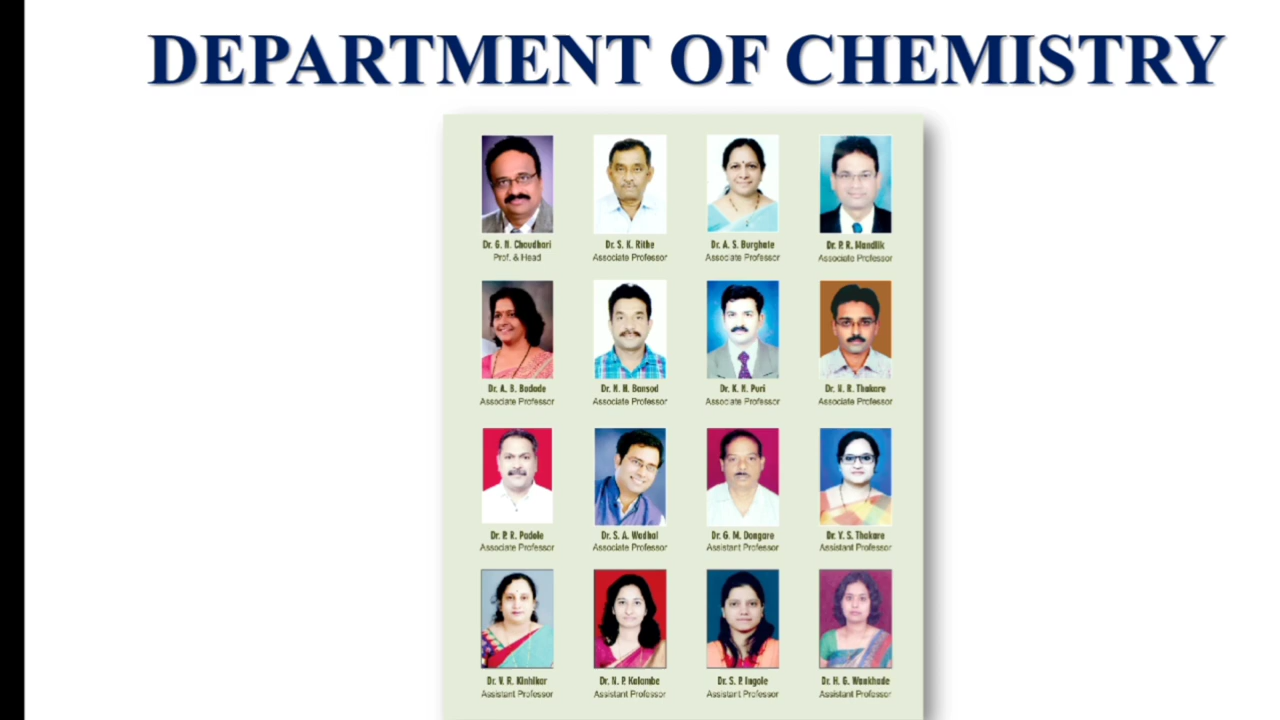 DEPARTMENT OF CHEMISTRY
Dr. G. N. Chaudhari
Prof. & Head
Dr. S. K. Rithe
Associate Professor
Dr. A. S. Burghate
Associate Professor
Dr. P. R. Mandlik
Associate Professor
Dr. A. B. Bodade
Associate Professor
Dr. N. H. Bansod
Associate Professor
Dr. K. N. Puri
Associate Professor
Dr. N. R. Thakare
Associate Professor
Dr. P. R. Padole
Associate Professor
Dr. S. A. Wadhal
Associate Professor
Dr. G. M. Dongare
Assistant Professor
Dr. Y. S. Thakare
Assistant Professor
Dr. V. R. Kinhikar
Assistant Professor
Dr. N. P. Kalambe
Assistant Professor
Dr. S. P. Ingole
Assistant Professor
Dr. H. G. Wankhade
Assistant Professor